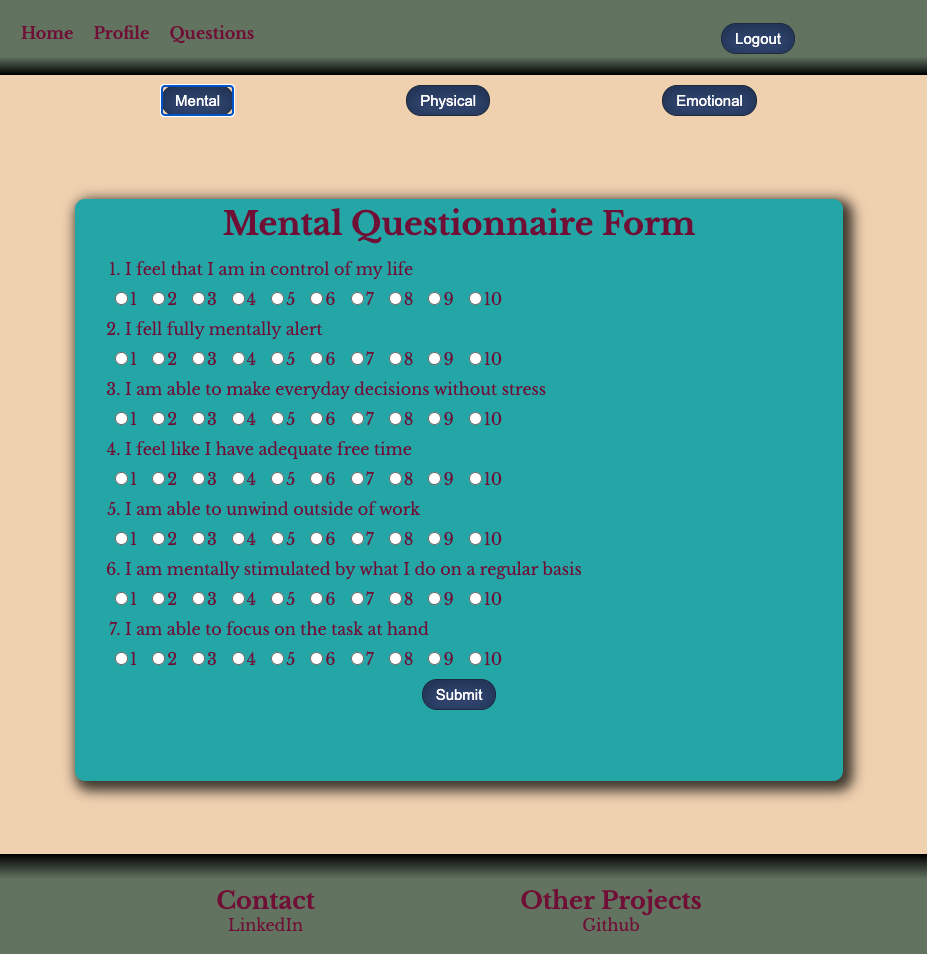 Home Profile Questions Logout
Mental Physical Emotional
Mental Questionnaire Form
1. I feel that I am in control of my life
1 2 3 4 5 6 7 8 9 10
2. I fell fully mentally alert
1 2 3 4 5 6 7 8 9 10
3. I am able to make everyday decisions without stress
1 2 3 4 5 6 7 8 9 10
4. I feel like I have adequate free time
1 2 3 4 5 6 7 8 9 10
5. I am able to unwind outside of work
1 2 3 4 5 6 7 8 9 10
6. I am mentally stimulated by what I do on a regular basis
1 2 3 4 5 6 7 8 9 10
7. I am able to focus on the task at hand
1 2 3 4 5 6 7 8 9 10
Submit
Contact Other Projects
LinkedIn Github